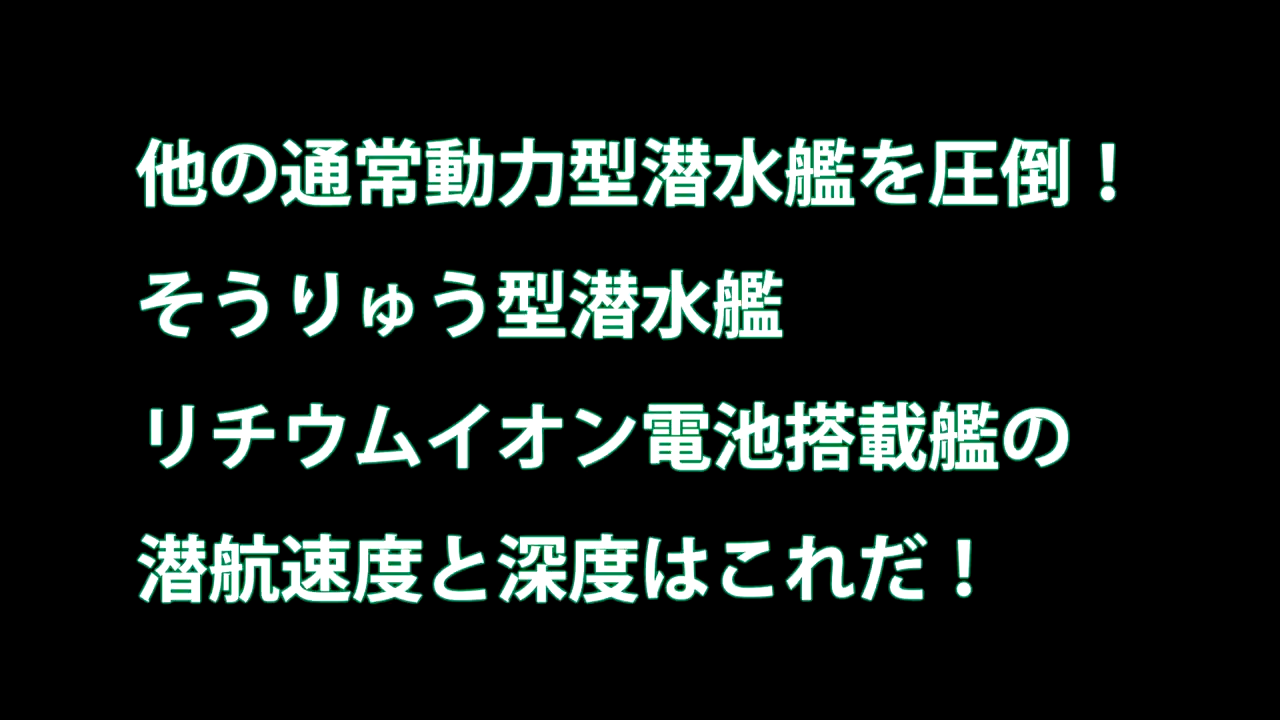 他の通常動力型潜水艦を圧倒！
そうりゅう型潜水艦
リチウムイオン電池搭載艦の
潜航速度と深度はこれだ！